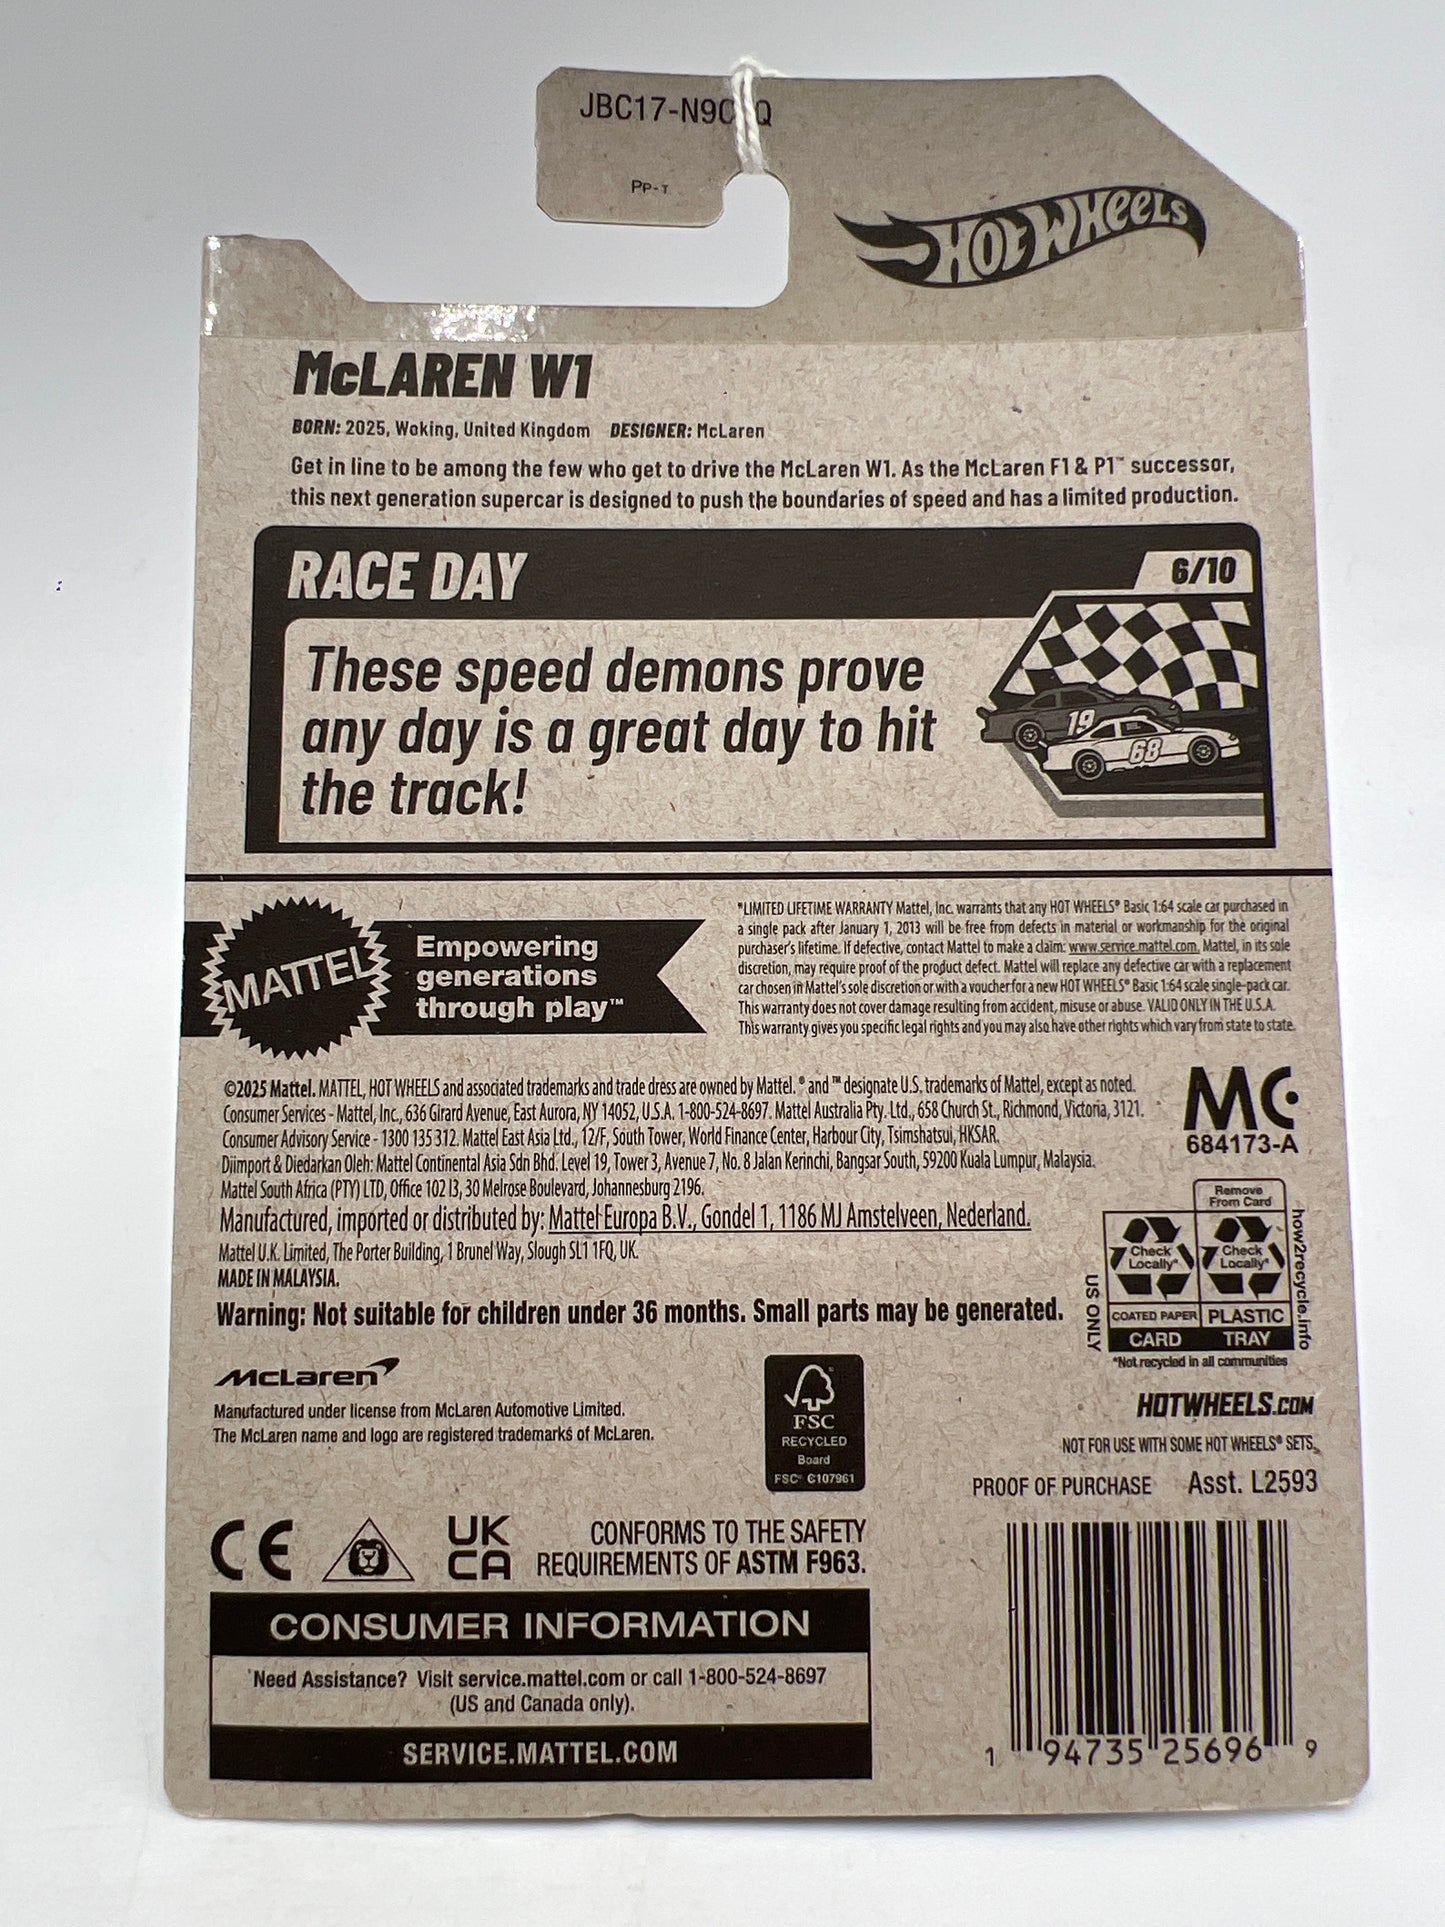 JBC17-N9C Q
PP-T
HOT WHEELS
McLAREN W1
BORN: 2025, Woking, United Kingdom DESIGNER: McLaren
Get in line to be among the few who get to drive the McLaren W1. As the McLaren F1 & P1™ successor,
this next generation supercar is designed to push the boundaries of speed and has a limited production.
RACE DAY
6/10
These speed demons prove
any day is a great day to hit
the track!
19
68
MATTEL
Empowering
generations
through play™
*LIMITED LIFETIME WARRANTY Mattel, Inc. warrants that any HOT WHEELS® Basic 1:64 scale car purchased in
a single pack after January 1, 2013 will be free from defects in material or workmanship for the original
purchaser's lifetime. If defective, contact Mattel to make a claim: www.service.mattel.com. Mattel, in its sole
discretion, may require proof of the product defect. Mattel will replace any defective car with a replacement
car chosen in Mattel's sole discretion or with a voucher for a new HOT WHEELS® Basic 1:64 scale single-pack car.
This warranty does not cover damage resulting from accident, misuse or abuse. VALID ONLY IN THE U.S.A.
This warranty gives you specific legal rights and you may also have other rights which vary from state to state.
©2025 Mattel. MATTEL, HOT WHEELS and associated trademarks and trade dress are owned by Mattel. ® and ™ designate U.S. trademarks of Mattel, except as noted.
Consumer Services - Mattel, Inc., 636 Girard Avenue, East Aurora, NY 14052, U.S.A. 1-800-524-8697. Mattel Australia Pty. Ltd., 658 Church St., Richmond, Victoria, 3121.
Consumer Advisory Service - 1300 135 312. Mattel East Asia Ltd., 12/F, South Tower, World Finance Center, Harbour City, Tsimshatsui, HKSAR.
Diimport & Diedarkan Oleh: Mattel Continental Asia Sdn Bhd. Level 19, Tower 3, Avenue 7, No. 8 Jalan Kerinchi, Bangsar South, 59200 Kuala Lumpur, Malaysia.
Mattel South Africa (PTY) LTD, Office 102 I3, 30 Melrose Boulevard, Johannesburg 2196.
Manufactured, imported or distributed by: Mattel Europa B.V., Gondel 1, 1186 MJ Amstelveen, Nederland.
Mattel U.K. Limited, The Porter Building, 1 Brunel Way, Slough SL1 1FQ, UK.
MADE IN MALAYSIA.
Warning: Not suitable for children under 36 months. Small parts may be generated.
MC
684173-A
Remove
From Card
Check
Locally*
Check
Locally*
COATED PAPER
PLASTIC
CARD
TRAY
US ONLY
how2recycle.info
*Not recycled in all communities
McLaren
Manufactured under license from McLaren Automotive Limited.
The McLaren name and logo are registered trademarks of McLaren.
FSC
RECYCLED
Board
FSC® C107961
HOTWHEELS.COM
NOT FOR USE WITH SOME HOT WHEELS® SETS.
PROOF OF PURCHASE Asst. L2593
CE
UK
CA
CONFORMS TO THE SAFETY
REQUIREMENTS OF ASTM F963.
CONSUMER INFORMATION
Need Assistance? Visit service.mattel.com or call 1-800-524-8697
(US and Canada only).
SERVICE.MATTEL.COM
1 94735 25696 9